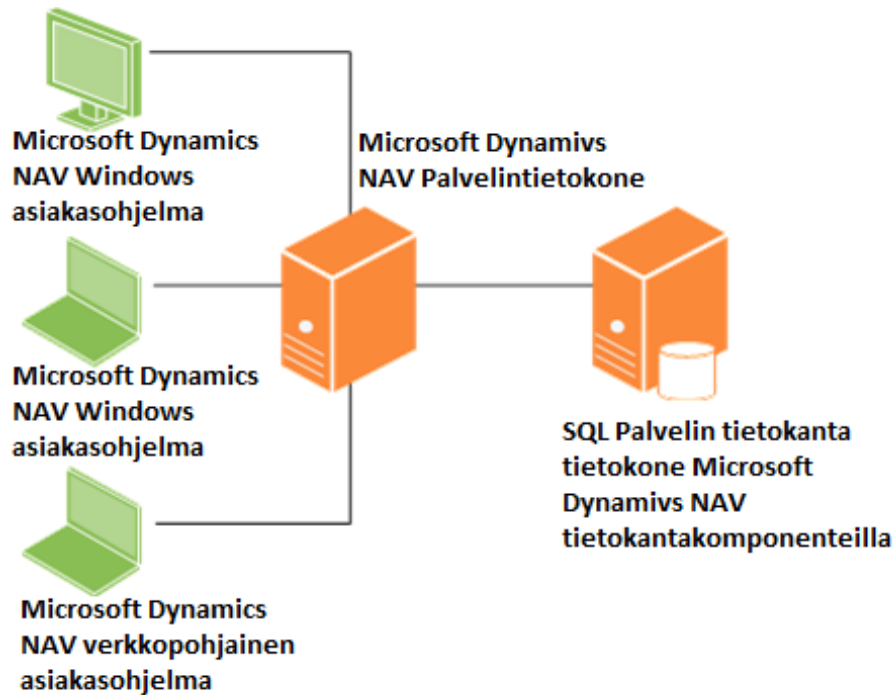 Microsoft Dynamics
NAV Windows
asiakasohjelma
Microsoft Dynamivs
NAV Palvelintietokone
Microsoft Dynamics
NAV Windows
asiakasohjelma
SQL Palvelin tietokanta
tietokone Microsoft
Dynamivs NAV
tietokantakomponenteilla
Microsoft Dynamics
NAV verkkopohjainen
asiakasohjelma